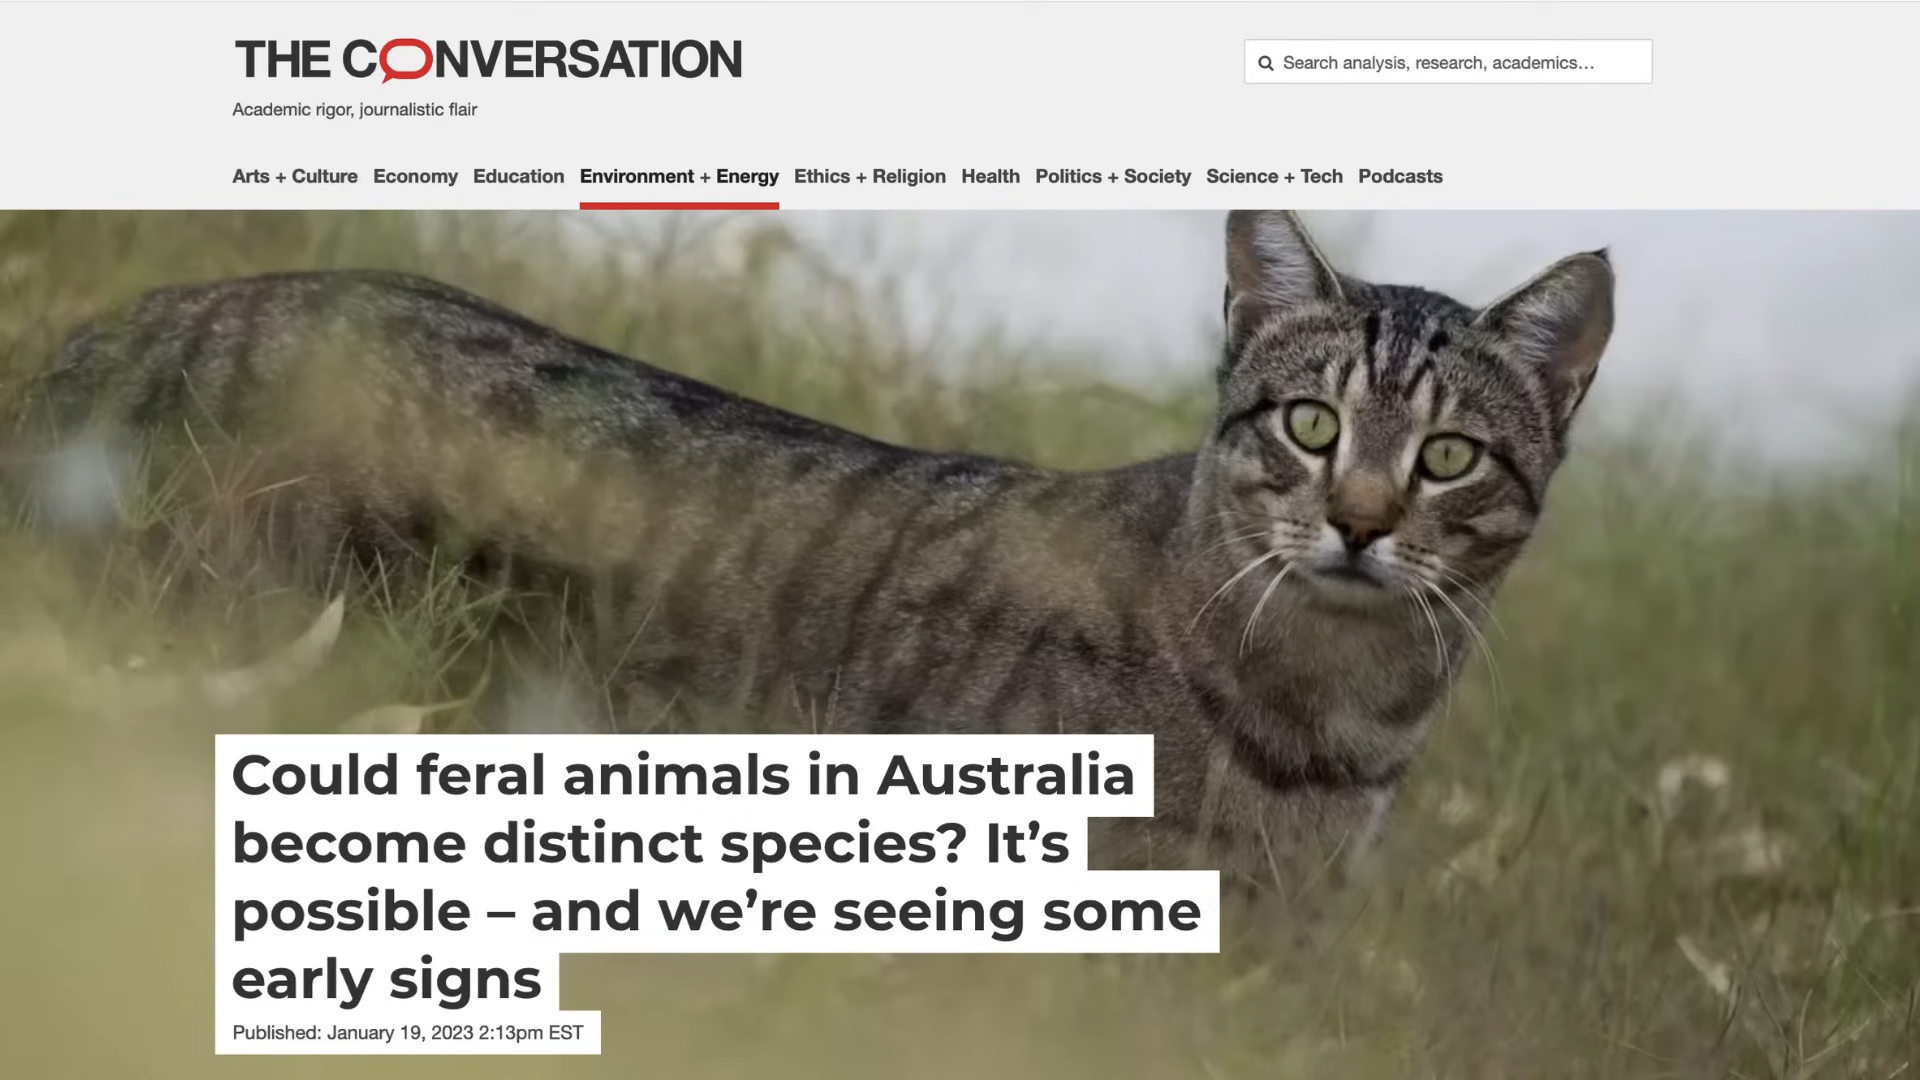 THE CONVERSATION
Academic rigor, journalistic flair
Search analysis, research, academics...
Arts + Culture Economy Education Environment + Energy Ethics + Religion Health Politics + Society Science + Tech Podcasts
Could feral animals in Australia
become distinct species? It’s
possible – and we’re seeing some
early signs
Published: January 19, 2023 2:13pm EST